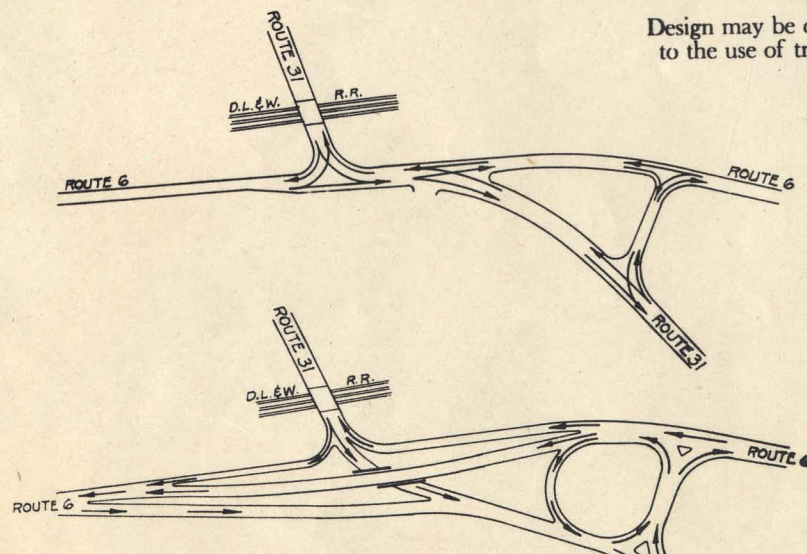 Design may be
to the use of
ROUTE 31
D.L.&W. R.R.
ROUTE 6
ROUTE 6
ROUTE 31
ROUTE 31
D.L.&W. R.R.
ROUTE 6
ROUTE 6